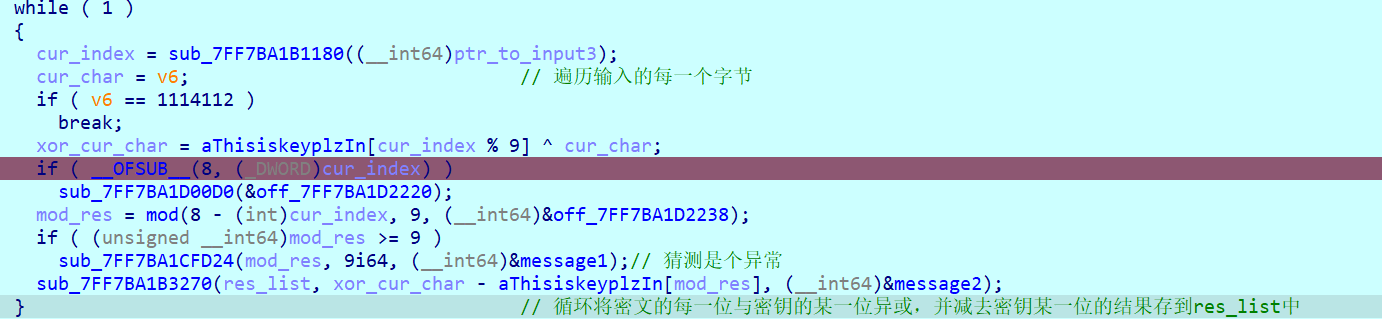 while ( 1 )
{
cur_index = sub_7FF7BA1B1180((__int64)ptr_to_input3);
cur_char = v6; // 遍历输入的每一个字节
if ( v6 == 1114112 )
break;
xor_cur_char = aThisiskeyplzIn[cur_index % 9] ^ cur_char;
if ( __OFSUB__(8, (_DWORD)cur_index) )
sub_7FF7BA1D00D0(&off_7FF7BA1D2220);
mod_res = mod(8 - (int)cur_index, 9, (__int64)&off_7FF7BA1D2238);
if ( (unsigned __int64)mod_res >= 9 )
sub_7FF7BA1CFD24(mod_res, 9i64, (__int64)&message1);// 猜测是个异常
sub_7FF7BA1B3270(res_list, xor_cur_char - aThisiskeyplzIn[mod_res], (__int64)&message2);
} // 循环将密文的每一位与密钥的某一位异或，并减去密钥某一位的结果存到res_list中